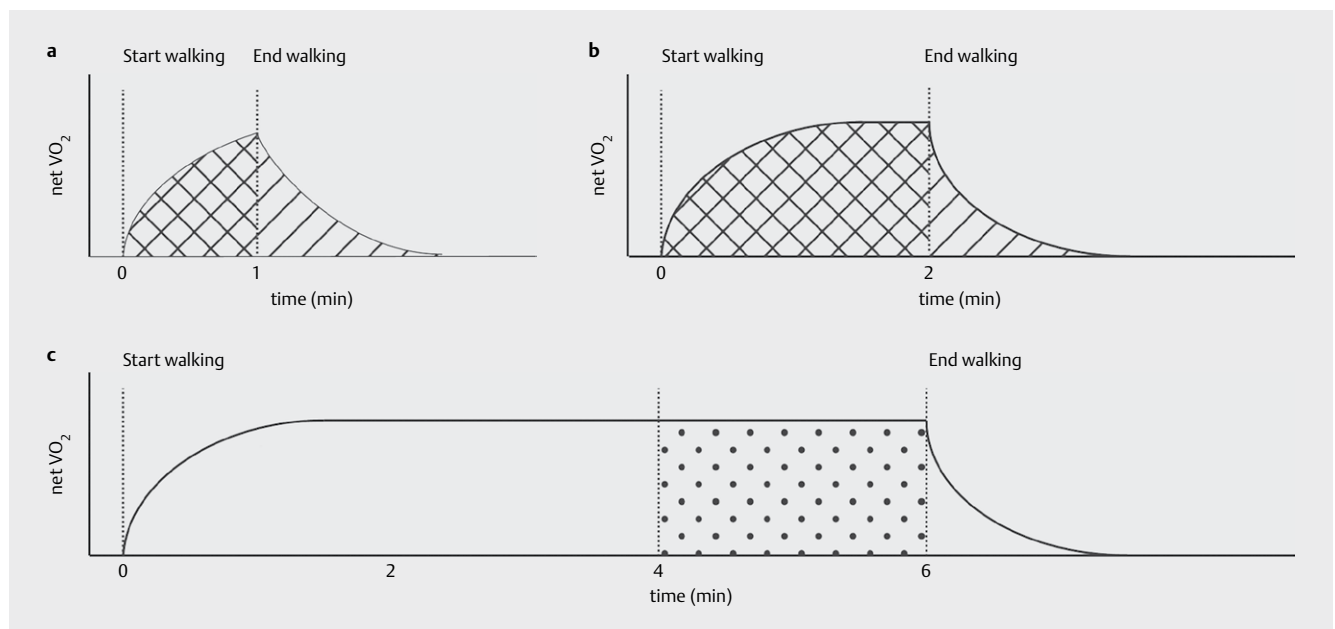 a
Start walking End walking
net VO2
0 1
time (min)
b
Start walking End walking
net VO2
0 2
time (min)
c
Start walking End walking
net VO2
0 2 4 6
time (min)